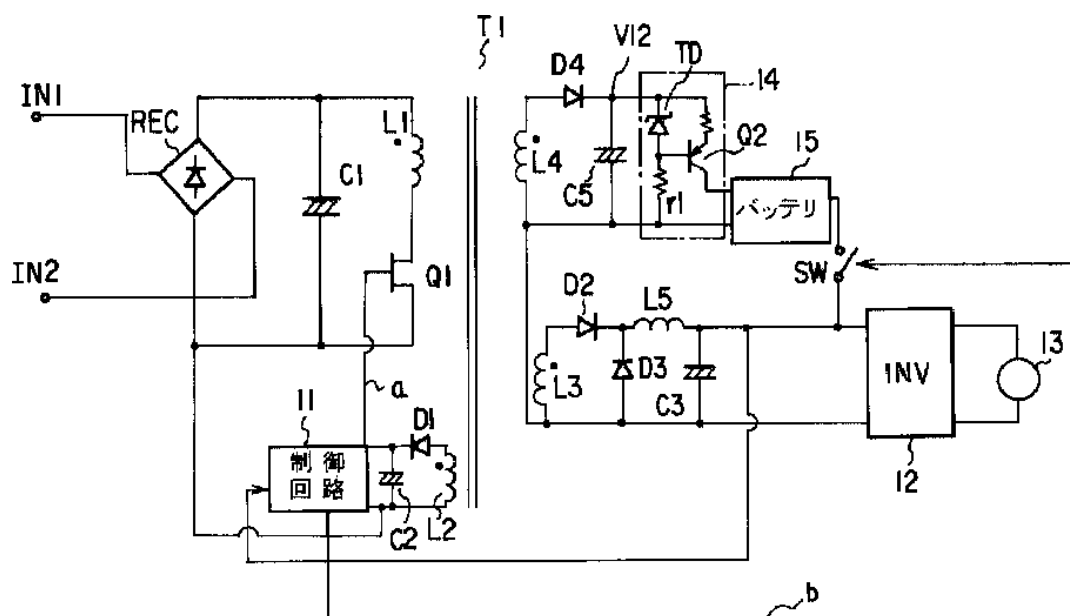 T1
V12
TD
D4
14
IN1
REC
L1
Q2
15
C1
L4
C5
r1
バッテリ
IN2
Q1
SW
D2
L5
13
a
L3
D3
C3
INV
11
D1
12
制御
回路
C2
L2
b